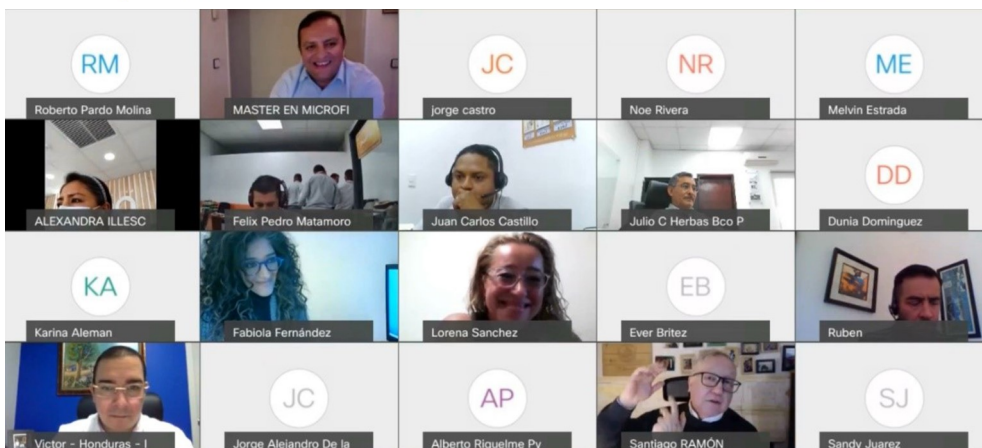 RM
Roberto Pardo Molina
MASTER EN MICROFI
JC
jorge castro
NR
Noe Rivera
ME
Melvin Estrada
ALEXANDRA ILLESC
Felix Pedro Matamoro
Juan Carlos Castillo
Julio C Herbas Bco P
DD
Dunia Dominguez
KA
Karina Aleman
Fabiola Fernández
Lorena Sanchez
EB
Ever Britez
Ruben
Victor - Honduras - I
JC
Jorge Alejandro De la
AP
Alberto Riquelme Py
Santiago RAMÓN
SJ
Sandy Juarez